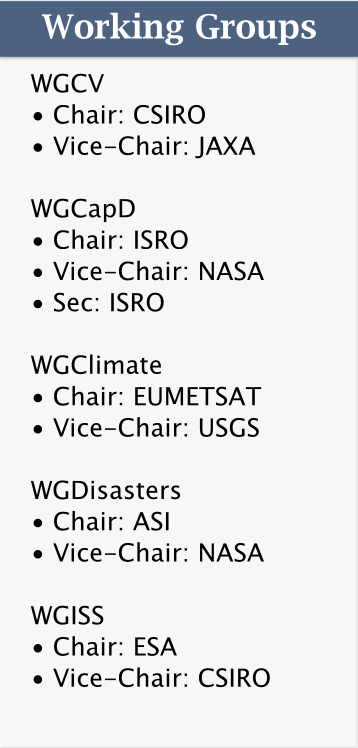 Working Groups
WGCV
• Chair: CSIRO
• Vice-Chair: JAXA
WGCapD
• Chair: ISRO
• Vice-Chair: NASA
• Sec: ISRO
WGClimate
• Chair: EUMETSAT
• Vice-Chair: USGS
WGDisasters
• Chair: ASI
• Vice-Chair: NASA
WGISS
• Chair: ESA
• Vice-Chair: CSIRO